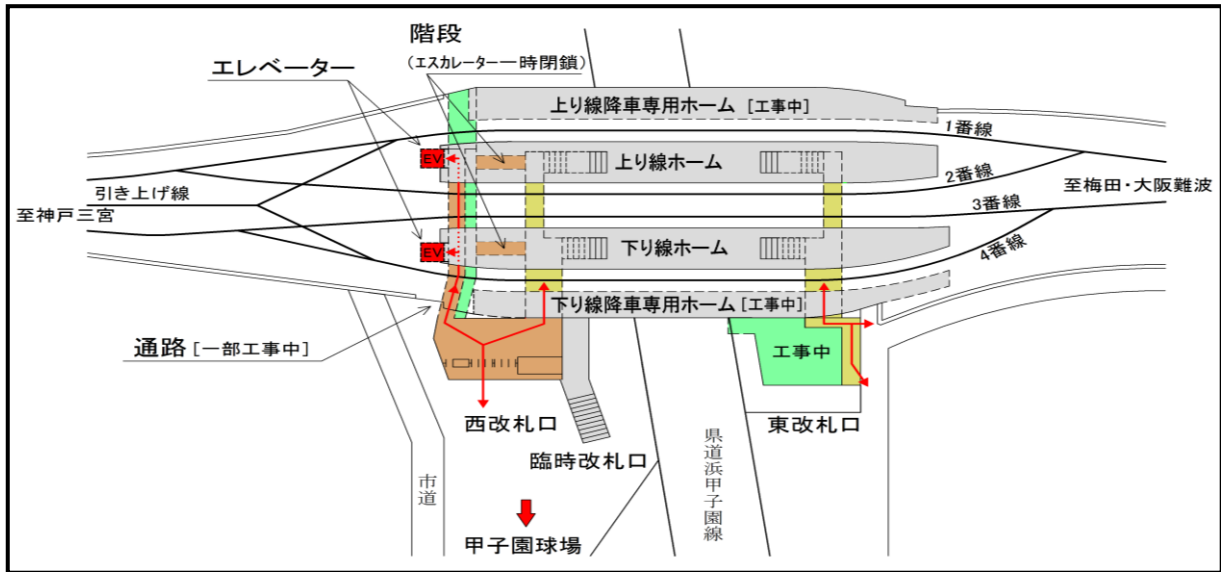 階段
(エスカレーター一時閉鎖)
エレベーター
上り線降車専用ホーム [工事中]
1番線
EV
上り線ホーム
2番線
引き上げ線
至梅田・大阪難波
至神戸三宮
3番線
EV
下り線ホーム
4番線
下り線降車専用ホーム [工事中]
通路 [一部工事中]
工事中
西改札口
東改札口
臨時改札口
市道
県道浜甲子園線
甲子園球場